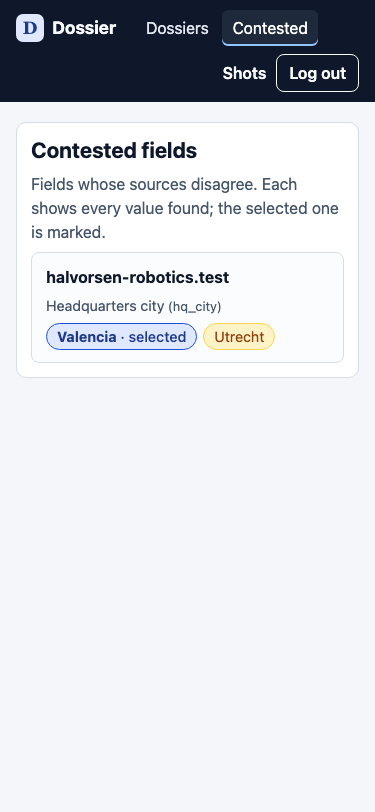 D Dossier Dossiers Contested
Shots Log out
Contested fields
Fields whose sources disagree. Each
shows every value found; the selected one
is marked.
halvorsen-robotics.test
Headquarters city (hq_city)
Valencia · selected Utrecht